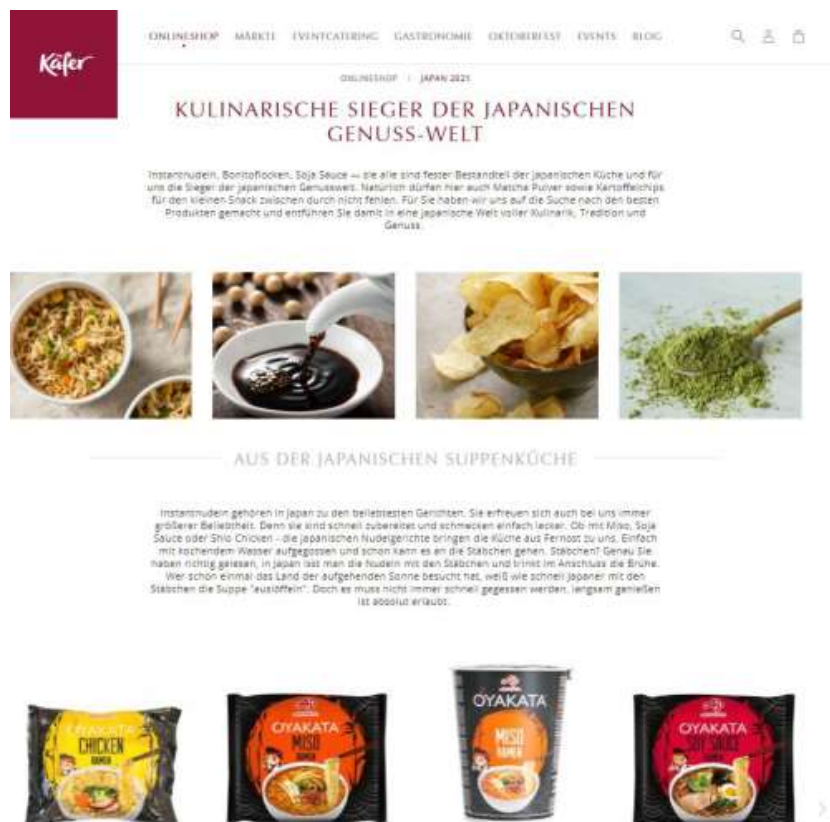 Käfer
ONLINESHOP MÄRKTE EVENTCATERING GASTRONOMIE OKTOBERFEST EVENTS BLOG
ONLINESHOP | JAPAN 2021
KULINARISCHE SIEGER DER JAPANISCHEN
GENUSS-WELT
Instantnudeln, Bonitoflocken, Soja Sauce — sie alle sind fester Bestandteil der japanischen Küche und für
uns die Sieger der japanischen Genusswelt. Natürlich dürfen hier auch Matcha Pulver sowie Kartoffelchips
für den kleinen Snack zwischen durch nicht fehlen. Für Sie haben wir uns auf die Suche nach den besten
Produkten gemacht und entführen Sie damit in eine japanische Welt voller Kulinarik, Tradition und
Genuss.
AUS DER JAPANISCHEN SUPPENKÜCHE
Instantnudeln gehören in Japan zu den beliebtesten Gerichten. Sie erfreuen sich auch bei uns immer
größerer Beliebtheit. Denn sie sind schnell zubereitet und schmecken einfach lecker. Ob mit Miso, Soja
Sauce oder Shio Chicken - die japanischen Nudelgerichte bringen die Küche aus Fernost zu uns. Einfach
mit kochendem Wasser aufgegossen und schon kann es an die Stäbchen gehen. Stäbchen? Genau Sie
haben richtig gelesen, in Japan isst man die Nudeln mit den Stäbchen und trinkt im Anschluss die Brühe.
Wer schon einmal das Land der aufgehenden Sonne besucht hat, weiß wie schnell Japaner mit den
Stäbchen die Suppe "auslöffeln". Doch es muss nicht immer schnell gegessen werden, langsam genießen
ist absolut erlaubt.
OYAKATA
CHICKEN
RAMEN
OYAKATA
MISO
RAMEN
OYAKATA
MISO
RAMEN
OYAKATA
SOY SAUCE
RAMEN